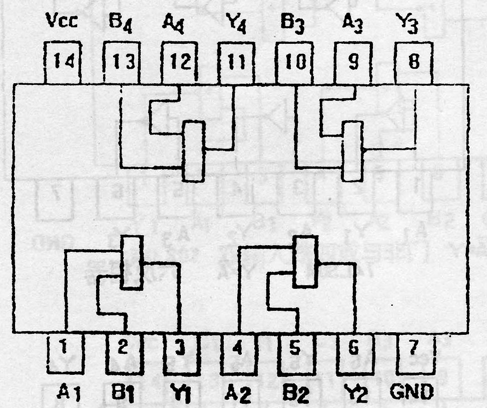 Vcc B4 A4 Y4 B3 A3 Y3
14 13 12 11 10 9 8
1 2 3 4 5 6 7
A1 B1 Y1 A2 B2 Y2 GND